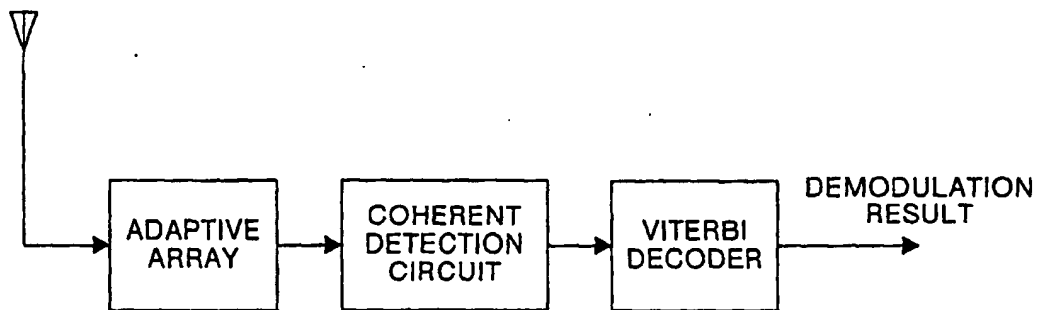 ADAPTIVE
ARRAY
COHERENT
DETECTION
CIRCUIT
VITERBI
DECODER
DEMODULATION
RESULT